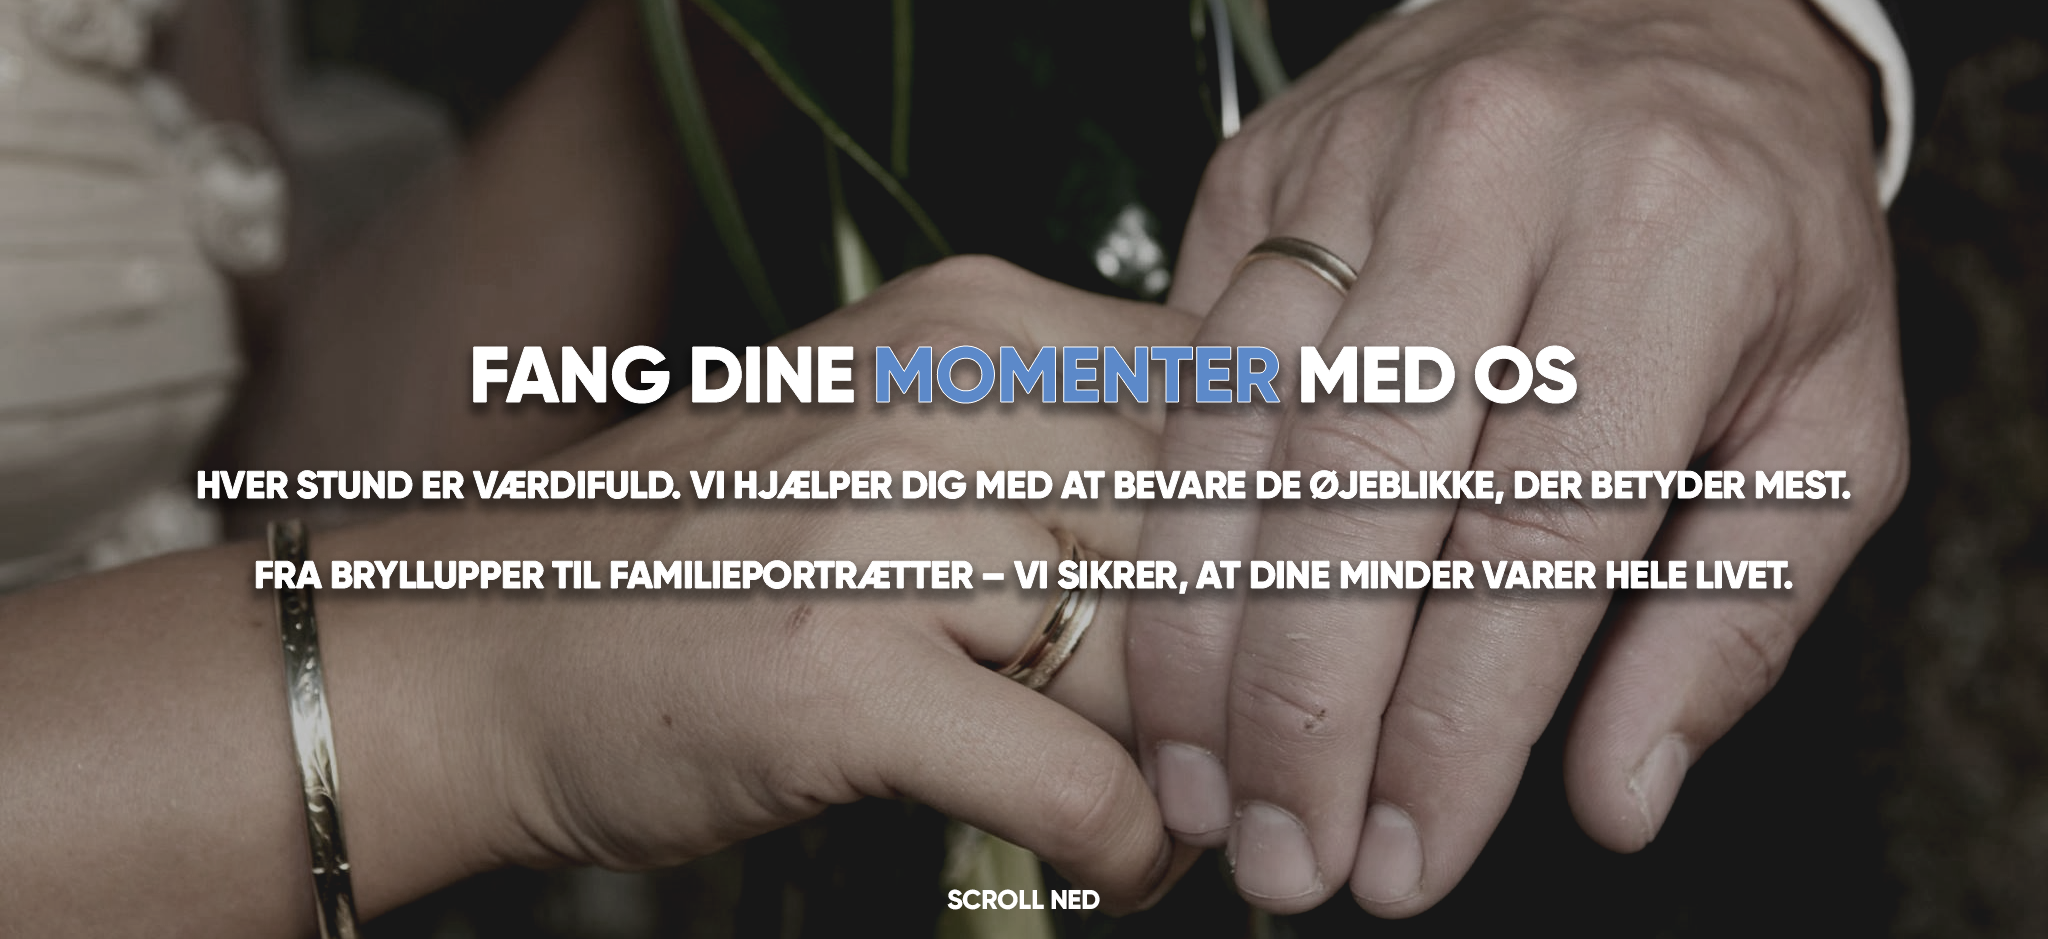 FANG DINE MOMENTER MED OS
HVER STUND ER VÆRDIFULD. VI HJÆLPER DIG MED AT BEVARE DE ØJEBLIKKE, DER BETYDER MEST.
FRA BRYLLUPPER TIL FAMILIEPORTRÆTTER – VI SIKRER, AT DINE MINDER VARER HELE LIVET.
SCROLL NED